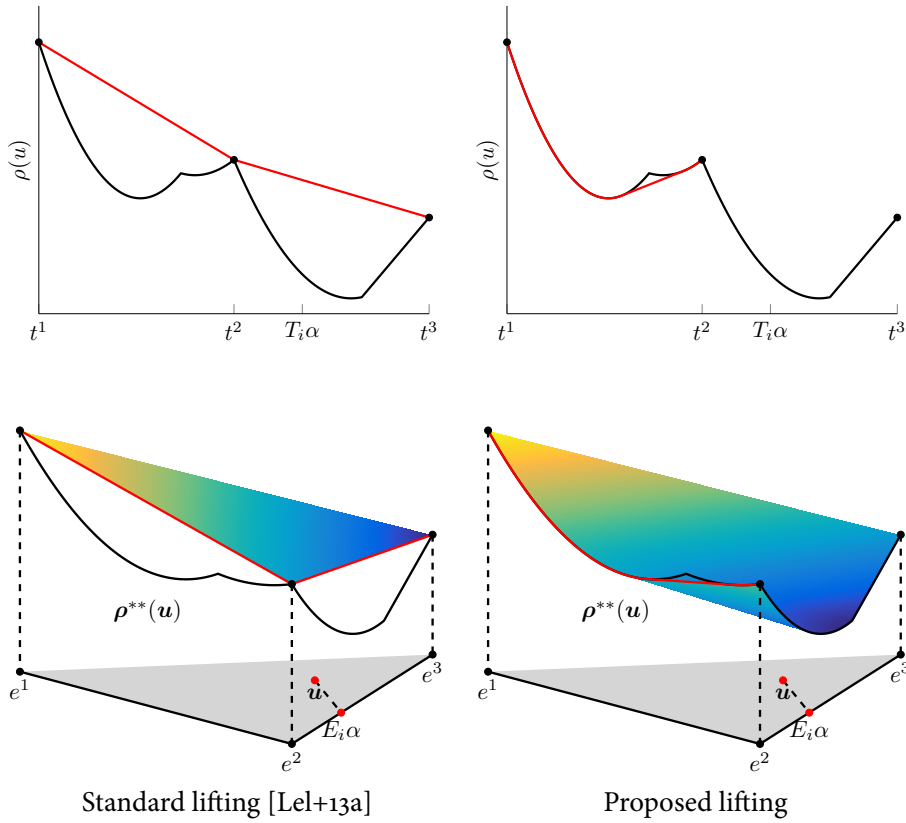 ρ(u)
t¹ t² Tᵢα t³
ρ(u)
t¹ t² Tᵢα t³
ρ**(u)
e¹ e² e³ u Eᵢα
ρ**(u)
e¹ e² e³ u Eᵢα
Standard lifting [Lel+13a]
Proposed lifting